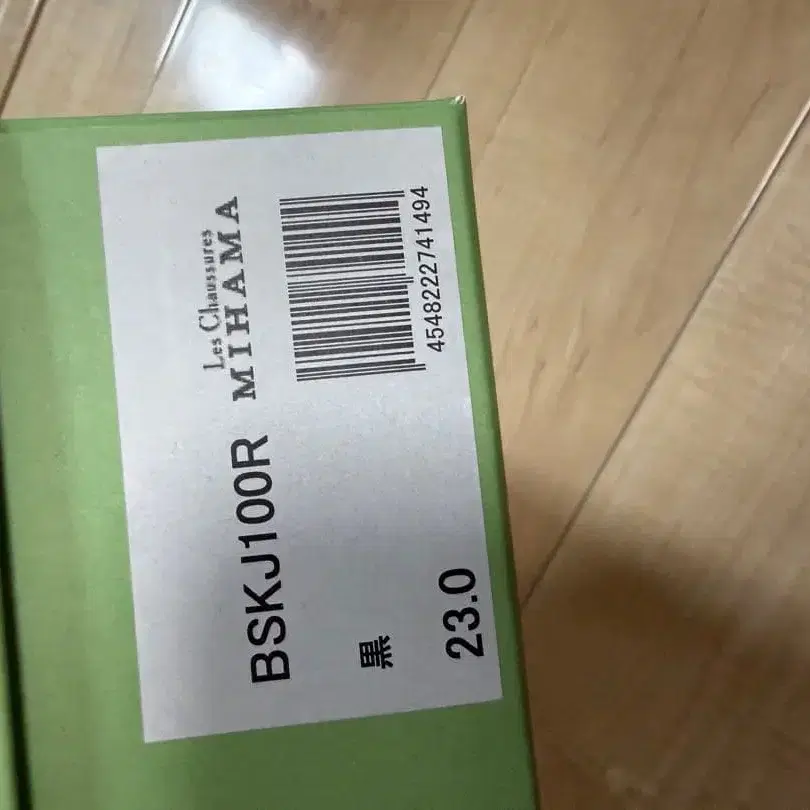 Les Chaussures
MIHAMA
4548222741494
BSKJ100R
黒
23.0